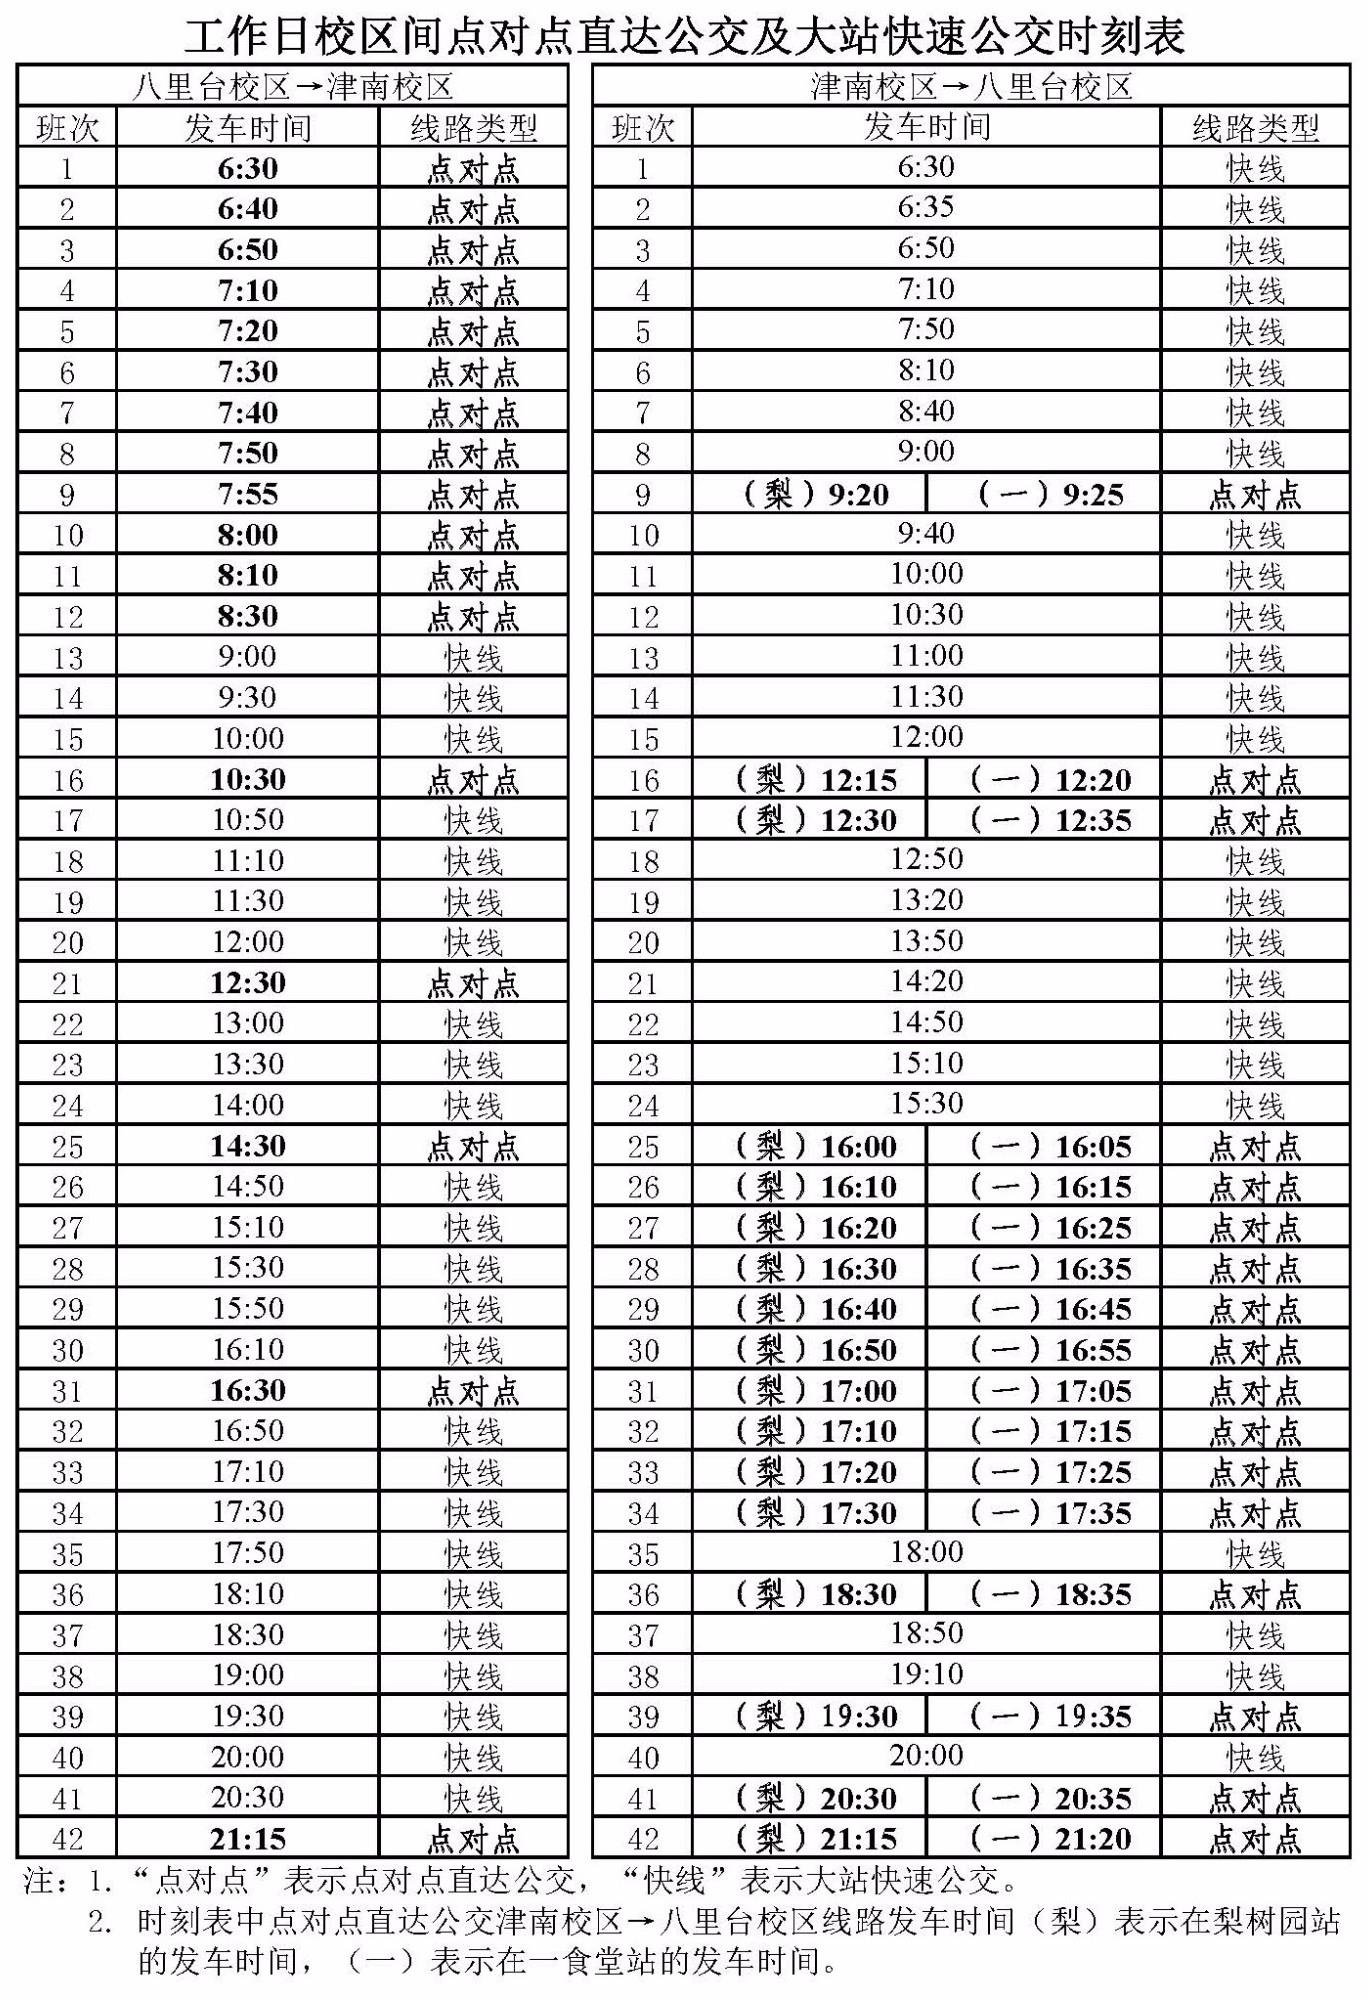 工作日校区间点对点直达公交及大站快速公交时刻表
八里台校区→津南校区 津南校区→八里台校区
班次 发车时间 线路类型 班次 发车时间 线路类型
1 6:30 点对点 1 6:30 快线
2 6:40 点对点 2 6:35 快线
3 6:50 点对点 3 6:50 快线
4 7:10 点对点 4 7:10 快线
5 7:20 点对点 5 7:50 快线
6 7:30 点对点 6 8:10 快线
7 7:40 点对点 7 8:40 快线
8 7:50 点对点 8 9:00 快线
9 7:55 点对点 9 （梨）9:20 （一）9:25 点对点
10 8:00 点对点 10 9:40 快线
11 8:10 点对点 11 10:00 快线
12 8:30 点对点 12 10:30 快线
13 9:00 快线 13 11:00 快线
14 9:30 快线 14 11:30 快线
15 10:00 快线 15 12:00 快线
16 10:30 点对点 16 （梨）12:15 （一）12:20 点对点
17 10:50 快线 17 （梨）12:30 （一）12:35 点对点
18 11:10 快线 18 12:50 快线
19 11:30 快线 19 13:20 快线
20 12:00 快线 20 13:50 快线
21 12:30 点对点 21 14:20 快线
22 13:00 快线 22 14:50 快线
23 13:30 快线 23 15:10 快线
24 14:00 快线 24 15:30 快线
25 14:30 点对点 25 （梨）16:00 （一）16:05 点对点
26 14:50 快线 26 （梨）16:10 （一）16:15 点对点
27 15:10 快线 27 （梨）16:20 （一）16:25 点对点
28 15:30 快线 28 （梨）16:30 （一）16:35 点对点
29 15:50 快线 29 （梨）16:40 （一）16:45 点对点
30 16:10 快线 30 （梨）16:50 （一）16:55 点对点
31 16:30 点对点 31 （梨）17:00 （一）17:05 点对点
32 16:50 快线 32 （梨）17:10 （一）17:15 点对点
33 17:10 快线 33 （梨）17:20 （一）17:25 点对点
34 17:30 快线 34 （梨）17:30 （一）17:35 点对点
35 17:50 快线 35 18:00 快线
36 18:10 快线 36 （梨）18:30 （一）18:35 点对点
37 18:30 快线 37 18:50 快线
38 19:00 快线 38 19:10 快线
39 19:30 快线 39 （梨）19:30 （一）19:35 点对点
40 20:00 快线 40 20:00 快线
41 20:30 快线 41 （梨）20:30 （一）20:35 点对点
42 21:15 点对点 42 （梨）21:15 （一）21:20 点对点
注：1. “点对点”表示点对点直达公交，“快线”表示大站快速公交。
2. 时刻表中点对点直达公交津南校区→八里台校区线路发车时间（梨）表示在梨树园站
的发车时间，（一）表示在一食堂站的发车时间。